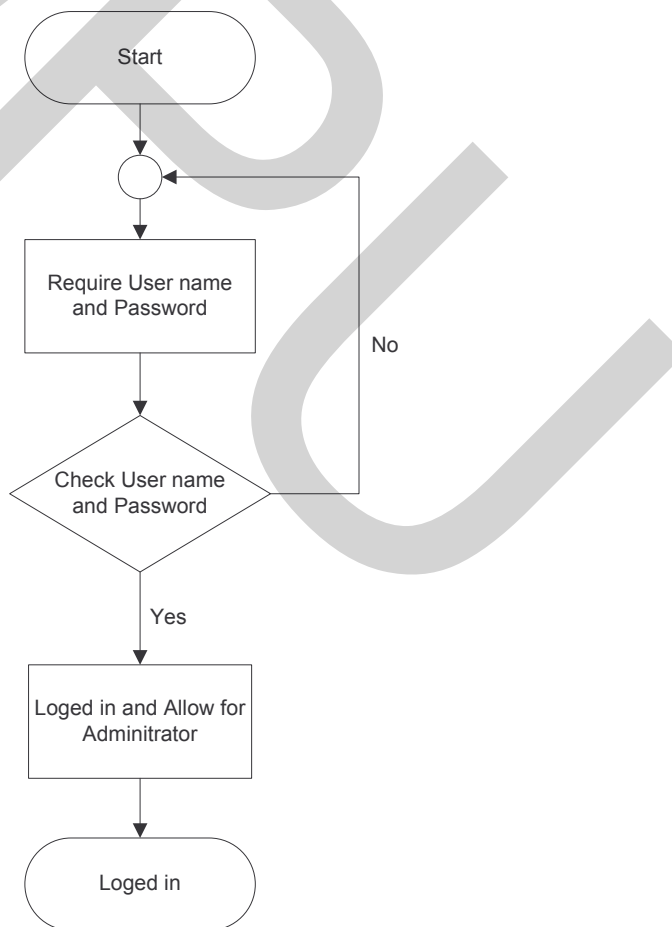 Start
Require User name
and Password
No
Check User name
and Password
Yes
Loged in and Allow for
Adminitrator
Loged in